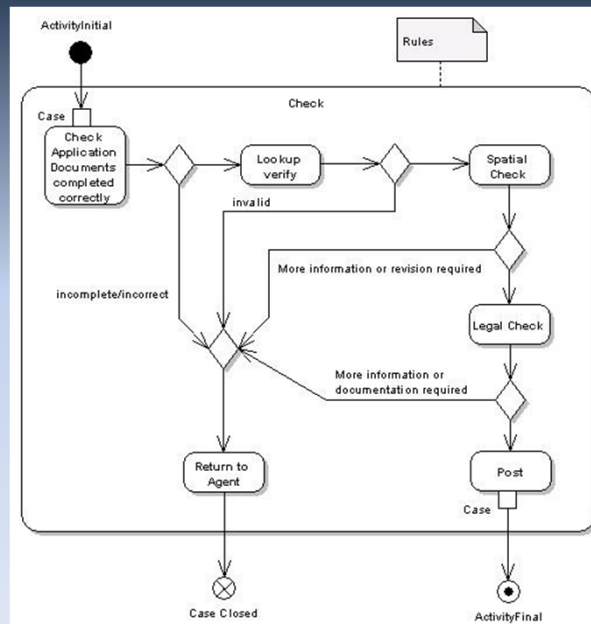 ActivityInitial
Rules
Check
Case
Check
Application
Documents
completed
correctly
Lookup
verify
Spatial
Check
invalid
More information or revision required
incomplete/incorrect
Legal Check
More information or
documentation required
Return to
Agent
Post
Case
Case Closed
ActivityFinal